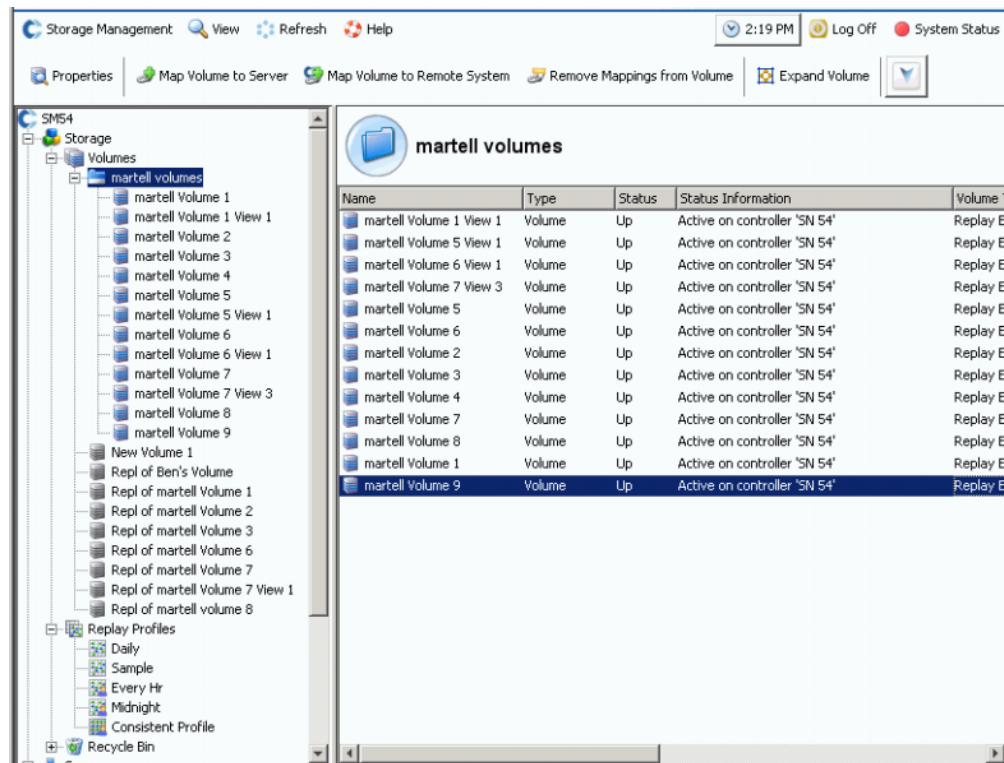 Storage Management View Refresh Help 2:19 PM Log Off System Status
Properties Map Volume to Server Map Volume to Remote System Remove Mappings from Volume Expand Volume
SM54
Storage
Volumes
martell volumes
martell Volume 1
martell Volume 1 View 1
martell Volume 2
martell Volume 3
martell Volume 4
martell Volume 5
martell Volume 5 View 1
martell Volume 6
martell Volume 6 View 1
martell Volume 7
martell Volume 7 View 3
martell Volume 8
martell Volume 9
New Volume 1
Repl of Ben's Volume
Repl of martell Volume 1
Repl of martell Volume 2
Repl of martell Volume 3
Repl of martell Volume 6
Repl of martell Volume 7
Repl of martell Volume 7 View 1
Repl of martell volume 8
Replay Profiles
Daily
Sample
Every Hr
Midnight
Consistent Profile
Recycle Bin
martell volumes
Name Type Status Status Information Volume
martell Volume 1 View 1 Volume Up Active on controller 'SN 54' Replay E
martell Volume 5 View 1 Volume Up Active on controller 'SN 54' Replay E
martell Volume 6 View 1 Volume Up Active on controller 'SN 54' Replay E
martell Volume 7 View 3 Volume Up Active on controller 'SN 54' Replay E
martell Volume 5 Volume Up Active on controller 'SN 54' Replay E
martell Volume 6 Volume Up Active on controller 'SN 54' Replay E
martell Volume 2 Volume Up Active on controller 'SN 54' Replay E
martell Volume 3 Volume Up Active on controller 'SN 54' Replay E
martell Volume 4 Volume Up Active on controller 'SN 54' Replay E
martell Volume 7 Volume Up Active on controller 'SN 54' Replay E
martell Volume 8 Volume Up Active on controller 'SN 54' Replay E
martell Volume 1 Volume Up Active on controller 'SN 54' Replay E
martell Volume 9 Volume Up Active on controller 'SN 54' Replay E